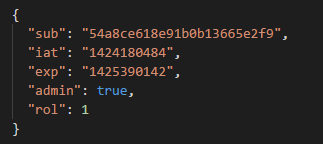 {
"sub": "54a8ce618e91b0b13665e2f9",
"iat": "1424180484",
"exp": "1425390142",
"admin": true,
"rol": 1
}